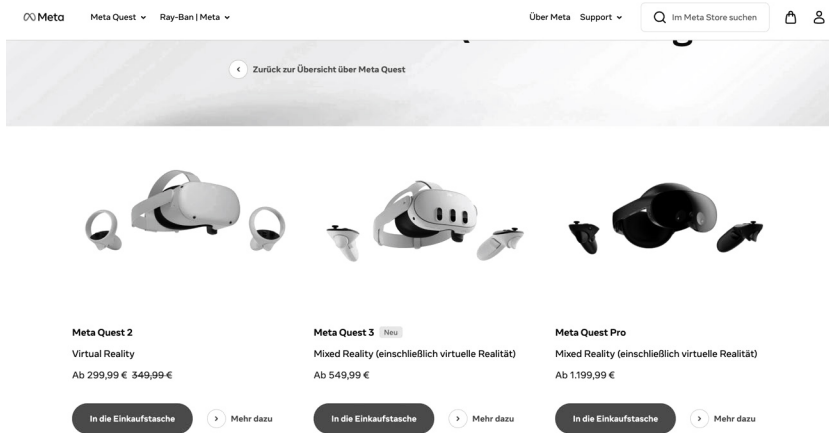 Meta
Meta Quest
Ray-Ban | Meta
Über Meta
Support
Im Meta Store suchen
Zurück zur Übersicht über Meta Quest
Meta Quest 2
Virtual Reality
Ab 299,99 € 349,99 €
In die Einkaufstasche
Mehr dazu
Meta Quest 3 Neu
Mixed Reality (einschließlich virtuelle Realität)
Ab 549,99 €
In die Einkaufstasche
Mehr dazu
Meta Quest Pro
Mixed Reality (einschließlich virtuelle Realität)
Ab 1.199,99 €
In die Einkaufstasche
Mehr dazu